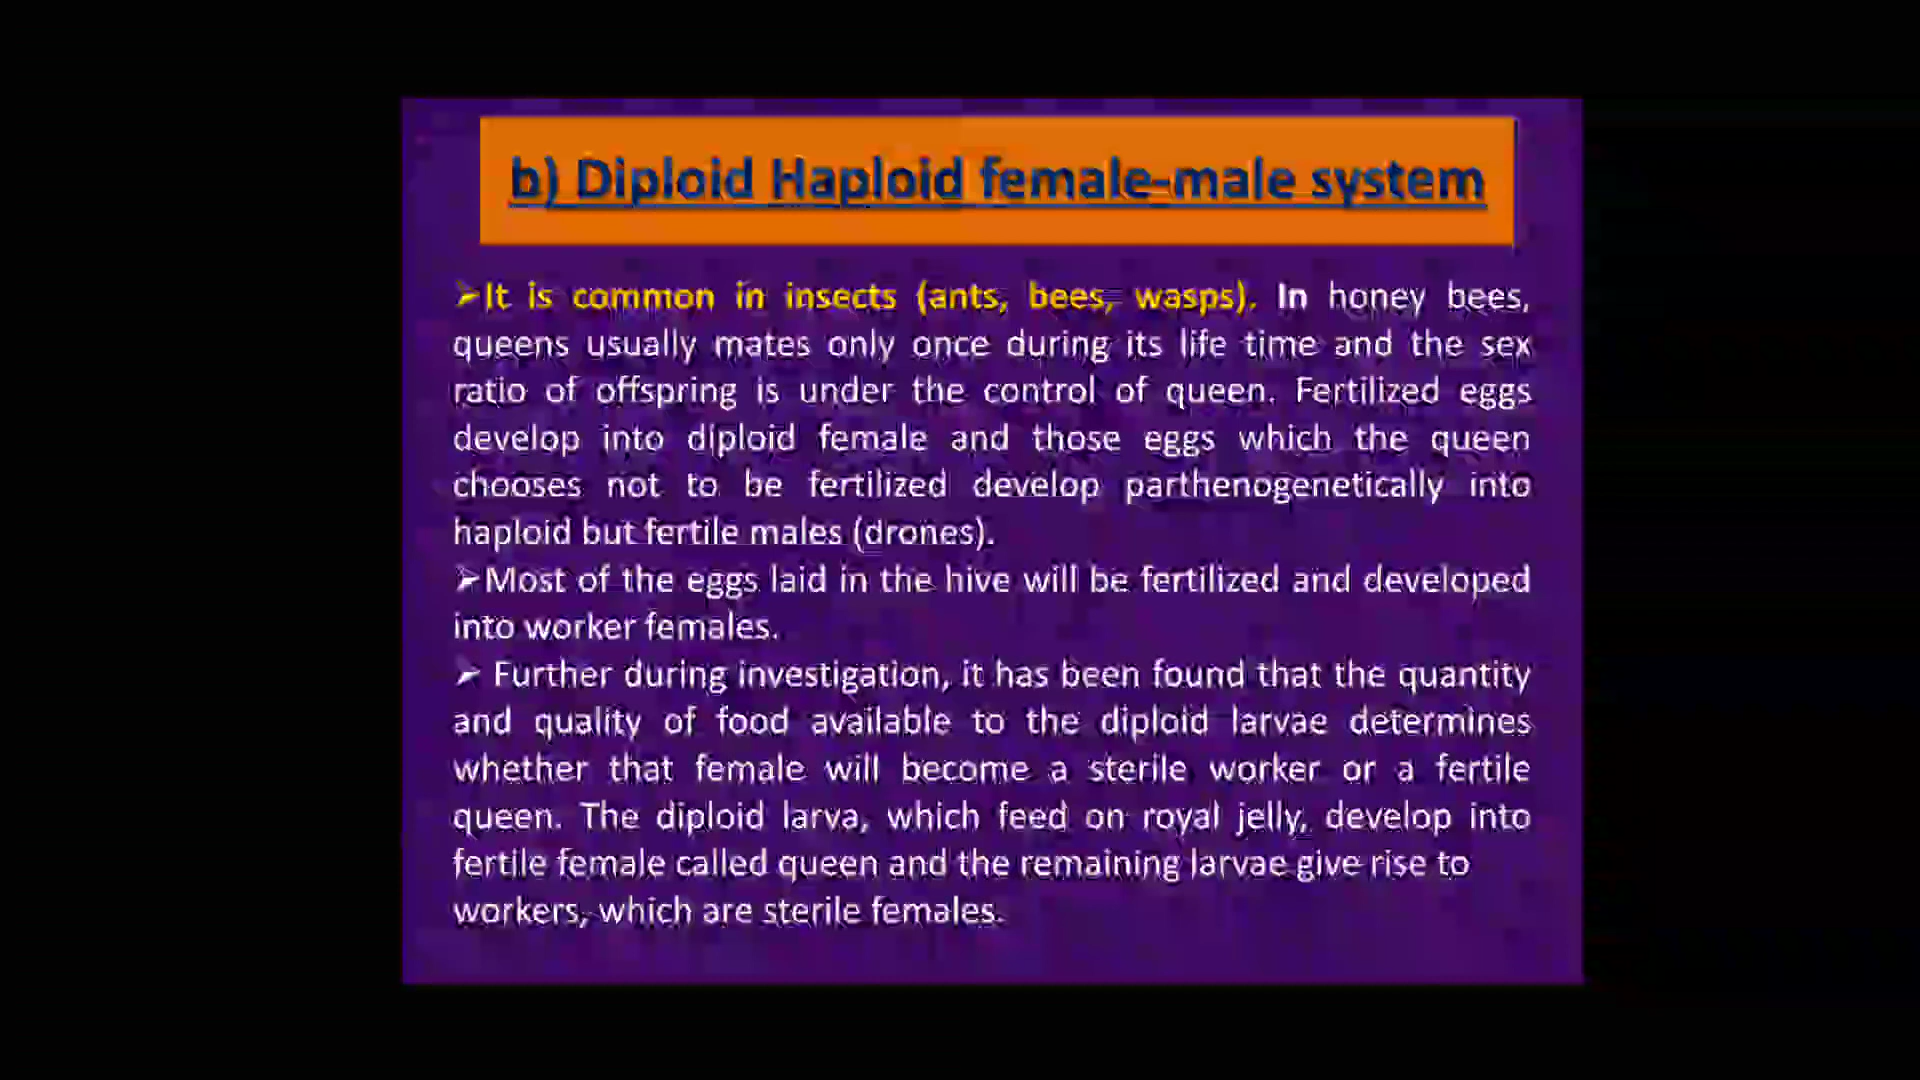 b) Diploid Haploid female-male system
➢It is common in insects (ants, bees, wasps). In honey bees,
queens usually mates only once during its life time and the sex
ratio of offspring is under the control of queen. Fertilized eggs
develop into diploid female and those eggs which the queen
chooses not to be fertilized develop parthenogenetically into
haploid but fertile males (drones).
➢Most of the eggs laid in the hive will be fertilized and developed
into worker females.
➢ Further during investigation, it has been found that the quantity
and quality of food available to the diploid larvae determines
whether that female will become a sterile worker or a fertile
queen. The diploid larva, which feed on royal jelly, develop into
fertile female called queen and the remaining larvae give rise to
workers, which are sterile females.